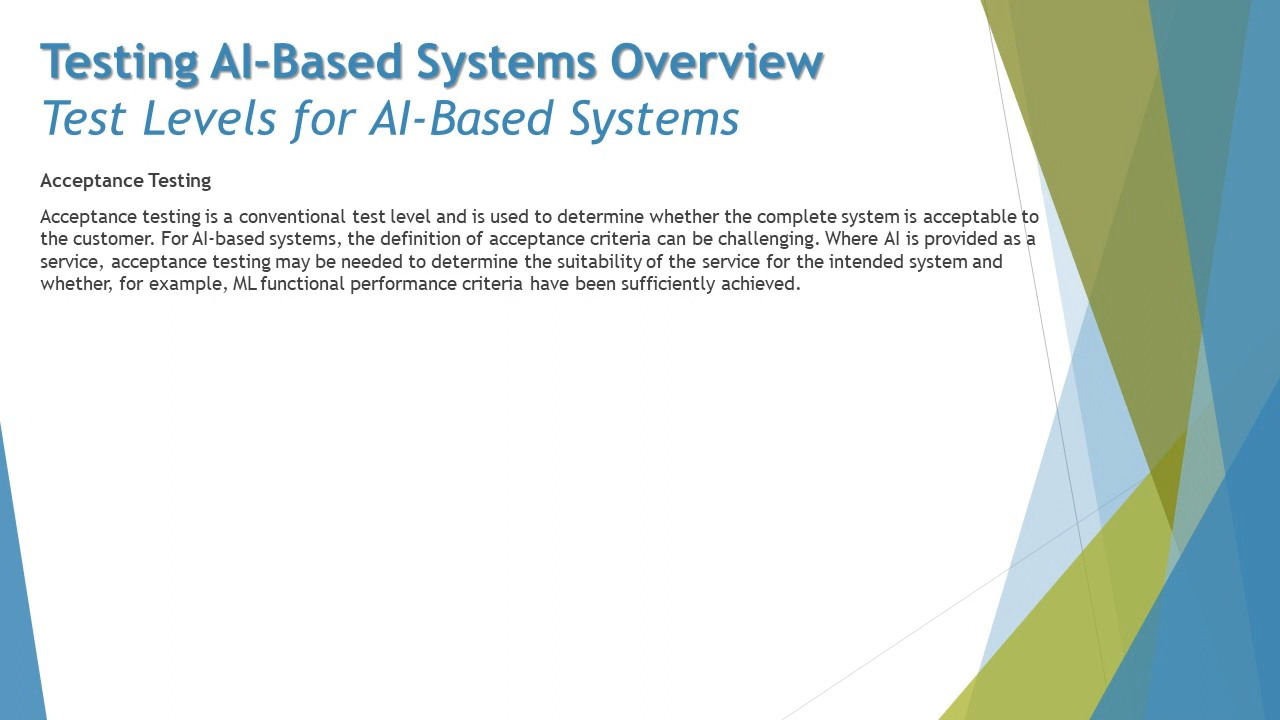 Testing AI-Based Systems Overview
Test Levels for AI-Based Systems
Acceptance Testing
Acceptance testing is a conventional test level and is used to determine whether the complete system is acceptable to
the customer. For AI-based systems, the definition of acceptance criteria can be challenging. Where AI is provided as a
service, acceptance testing may be needed to determine the suitability of the service for the intended system and
whether, for example, ML functional performance criteria have been sufficiently achieved.